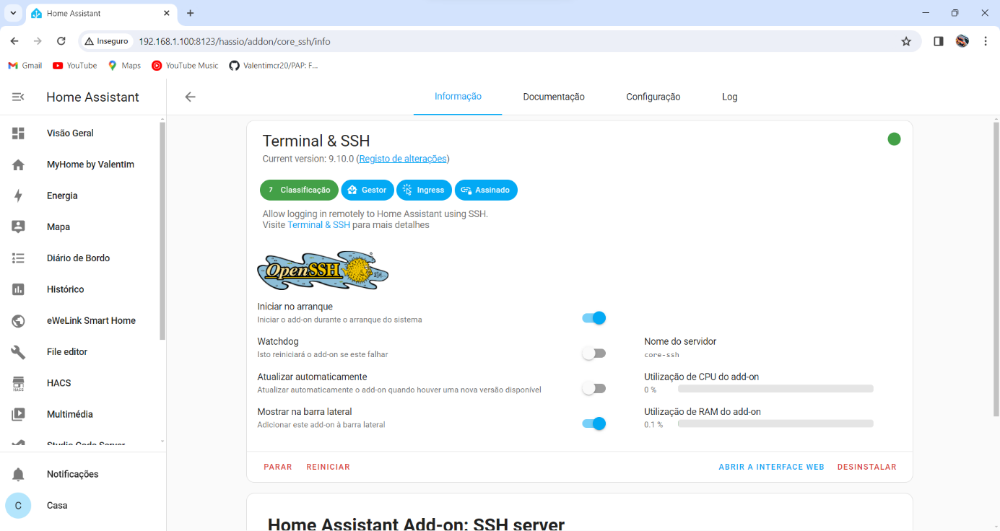 Home Assistant
Inseguro
192.168.1.100:8123/hassio/addon/core_ssh/info
Gmail
YouTube
Maps
YouTube Music
Valentimcr20/PAP: F...
Home Assistant
Informação
Documentação
Configuração
Log
Visão Geral
MyHome by Valentim
Energia
Mapa
Diário de Bordo
Histórico
eWeLink Smart Home
File editor
HACS
HACS
Multimédia
Studio Code Server
Notificações
C
Casa
Terminal & SSH
Current version: 9.10.0 (Registo de alterações)
7 Classificação
Gestor
Ingress
Assinado
Allow logging in remotely to Home Assistant using SSH.
Visite Terminal & SSH para mais detalhes
OpenSSH
Iniciar no arranque
Iniciar o add-on durante o arranque do sistema
Watchdog
Isto reiniciará o add-on se este falhar
Nome do servidor
core-ssh
Atualizar automaticamente
Atualizar automaticamente o add-on quando houver uma nova versão disponível
Utilização de CPU do add-on
0 %
Mostrar na barra lateral
Adicionar este add-on à barra lateral
Utilização de RAM do add-on
0.1 %
PARAR
REINICIAR
ABRIR A INTERFACE WEB
DESINSTALAR
Home Assistant Add-on: SSH server